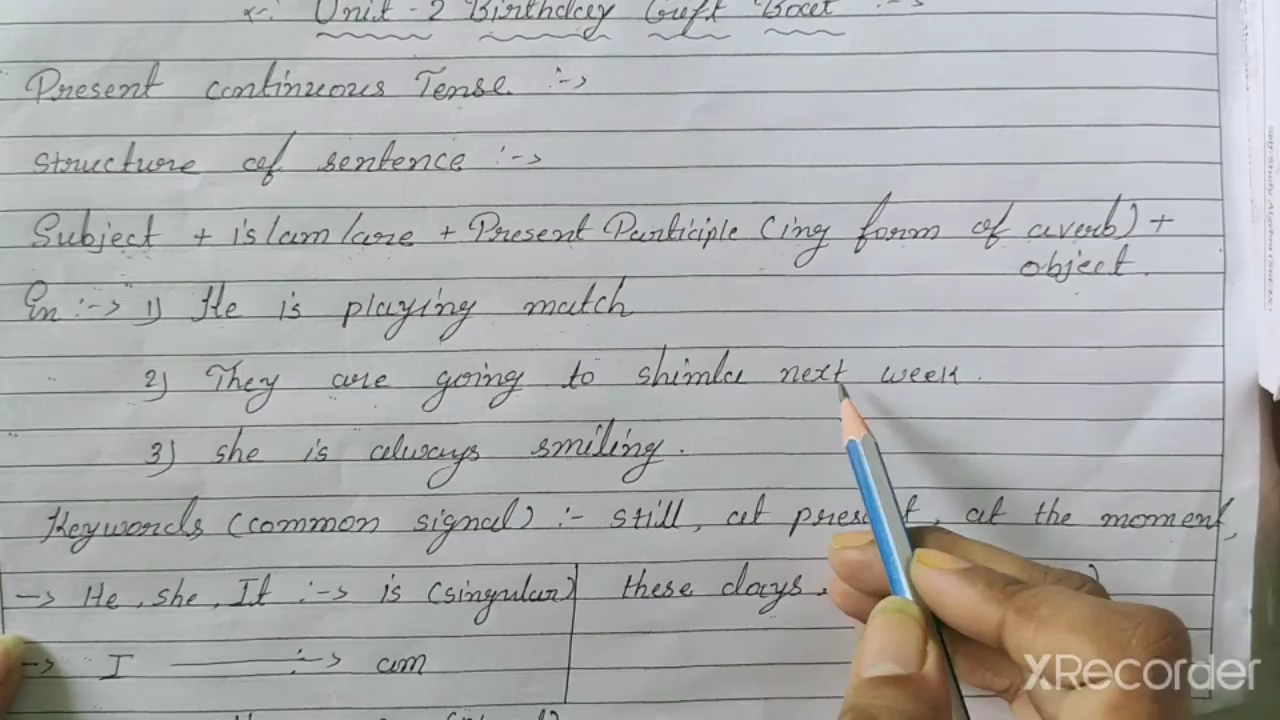 Unit - 2 Birthday Gift Boat :->
Present continuous Tense :->
Structure of sentence :->
Subject + is/am/are + Present Participle (ing form of a verb) +
object.
En :-> 1) He is playing match
2) They are going to shimla next week.
3) she is always smiling.
Keywords (common signal) :- still, at present, at the moment,
-> He, she, It :-> is (singular) these days,
-> I :-> am
XRecorder